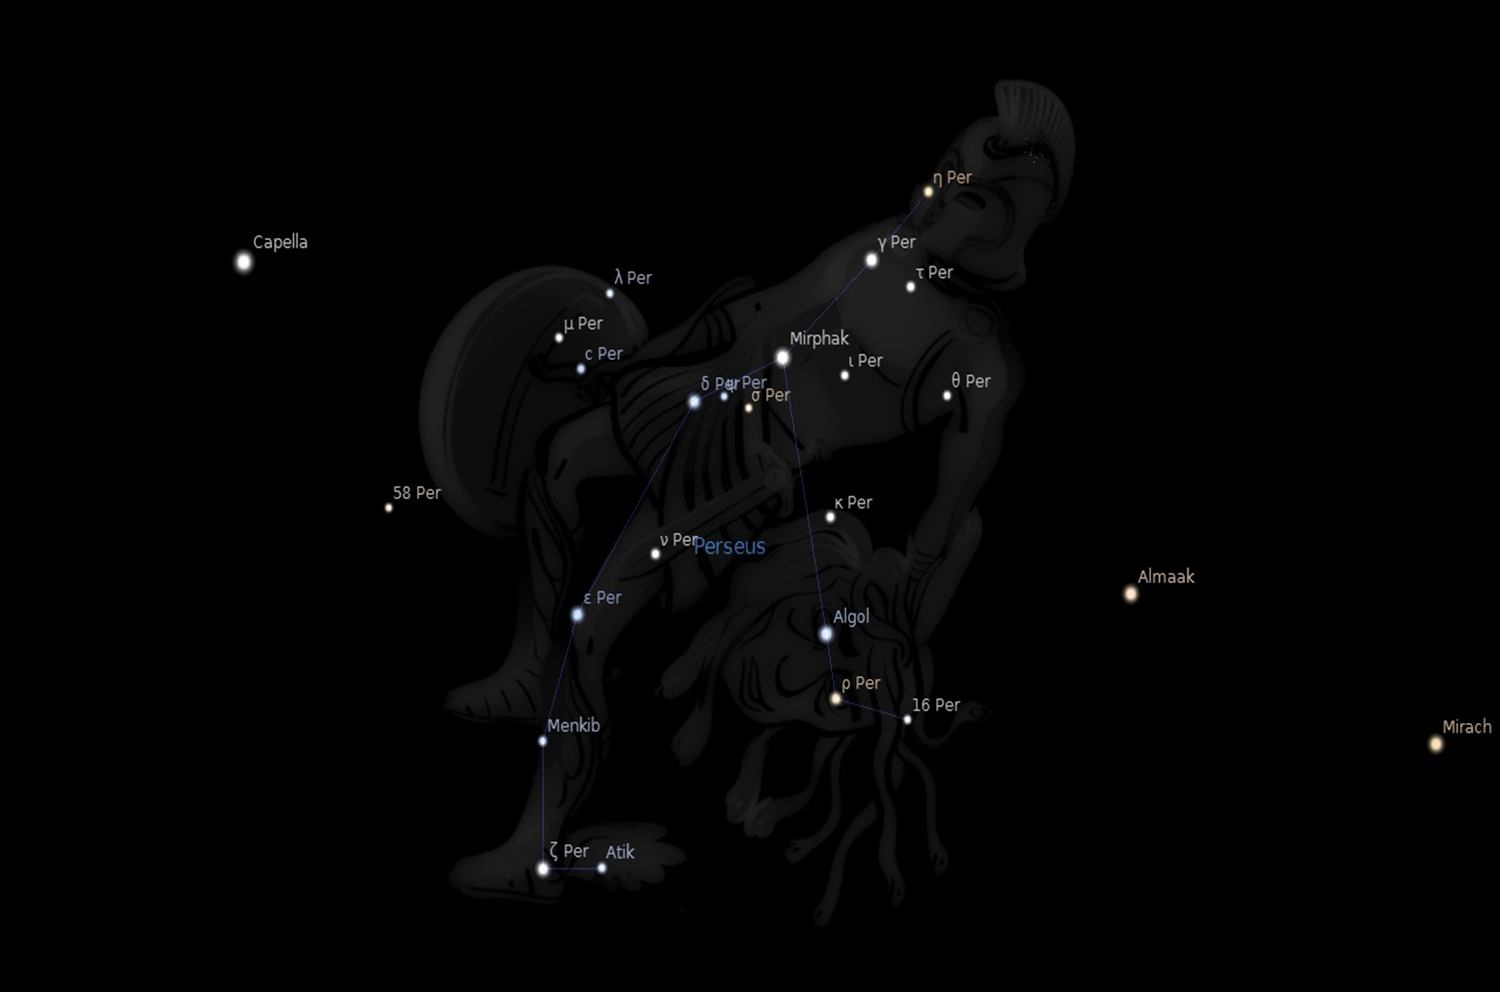 η Per
Capella
γ Per
τ Per
λ Per
μ Per
Mirphak
c Per
ι Per
δ Per
ψ Per
θ Per
σ Per
58 Per
κ Per
ν Per
Perseus
Almaak
ε Per
Algol
ρ Per
16 Per
Menkib
Mirach
ζ Per
Atik